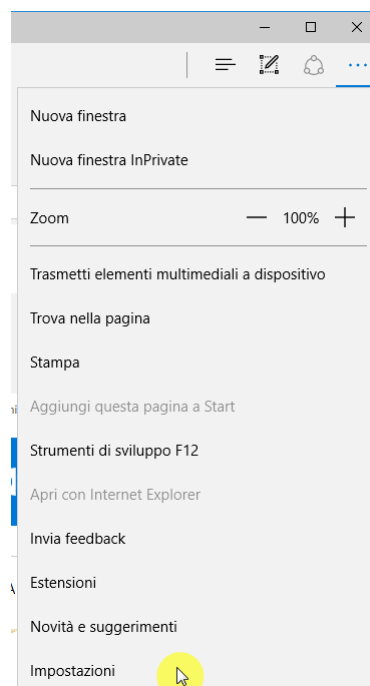 Nuova finestra
Nuova finestra InPrivate
Zoom 100%
Trasmetti elementi multimediali a dispositivo
Trova nella pagina
Stampa
Aggiungi questa pagina a Start
Strumenti di sviluppo F12
Apri con Internet Explorer
Invia feedback
Estensioni
Novità e suggerimenti
Impostazioni